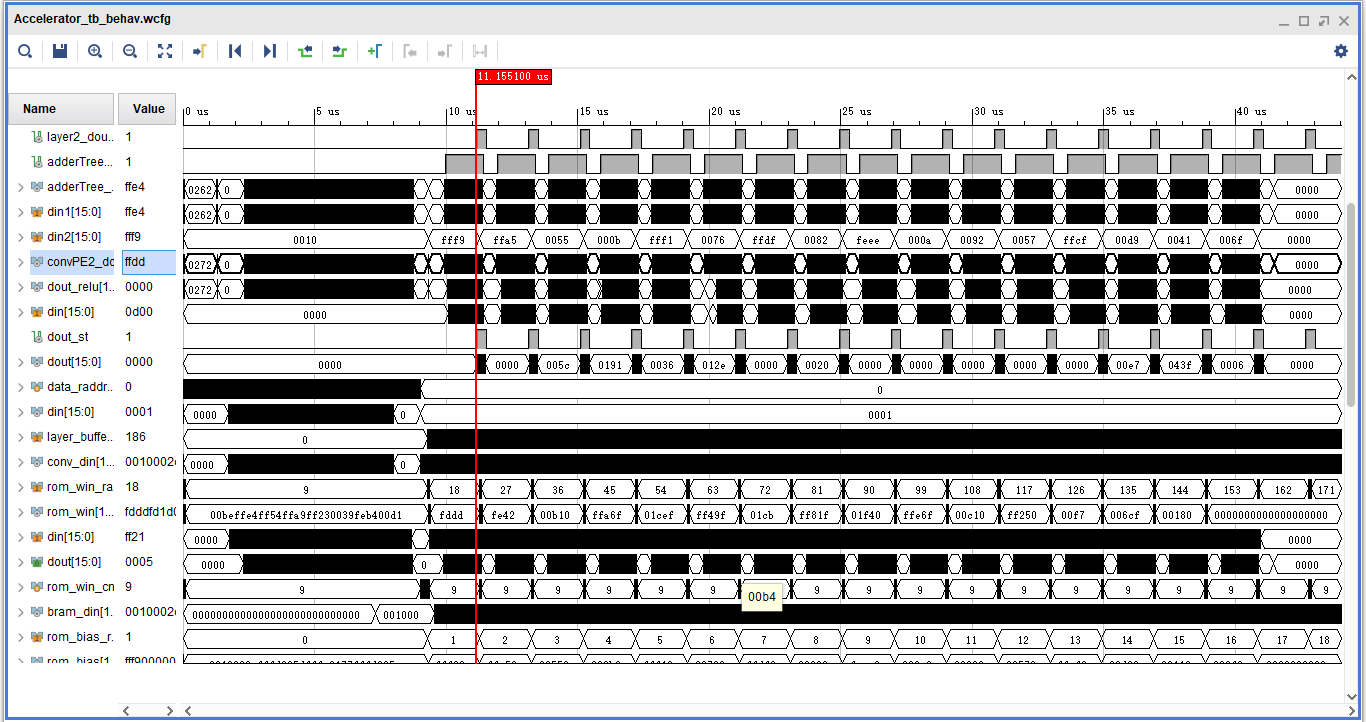 Accelerator_tb_behav.wcfg
11.155100 us
Name Value 0 us 5 us 10 us 15 us 20 us 25 us 30 us 35 us 40 us
layer2_dou.. 1
adderTree... 1
adderTree_.. ffe4 0262 0 0000
din1[15:0] ffe4 0262 0 0000
din2[15:0] fff9 0010 fff9 ffa5 0055 000b fff1 0076 ffdf 0082 feee 000a 0092 0057 ffcf 00d9 0041 006f 0000
convPE2_dc ffdd 0272 0 0000
dout_relu[1... 0000 0272 0 0000
din[15:0] 0d00 0000 0000
dout_st 1
dout[15:0] 0000 0000 0000 005c 0191 0036 012e 0000 0020 0000 0000 0000 0000 00e7 043f 0006 0000
data_raddr... 0 0
din[15:0] 0001 0000 0 0001
layer_buffe... 186 0
conv_din[1... 0010002 0000 0
rom_win_ra 18 9 18 27 36 45 54 63 72 81 90 99 108 117 126 135 144 153 162 171
rom_win[1... fdddfd1d0 00beffe4ff54ffa9ff230039feb400d1 fddd fe42 00b10 ffa6f 01cef ff49f 01cb ff81f 01f40 ffe6f 00c10 ff250 00f7 006cf 00180 0000000000000000000
din[15:0] ff21 0000 0000
dout[15:0] 0005 0000 0 0000
rom_win_cn 9 9 9 9 9 9 9 9 9 9 9 9 9 9 9 9 9 9 9 9
00b4
bram_din[1... 0010002 00000000000000000000000000 001000
rom_bias_r. 1 0 1 2 3 4 5 6 7 8 9 10 11 12 13 14 15 16 17 18
rom_bias[1 fff900000